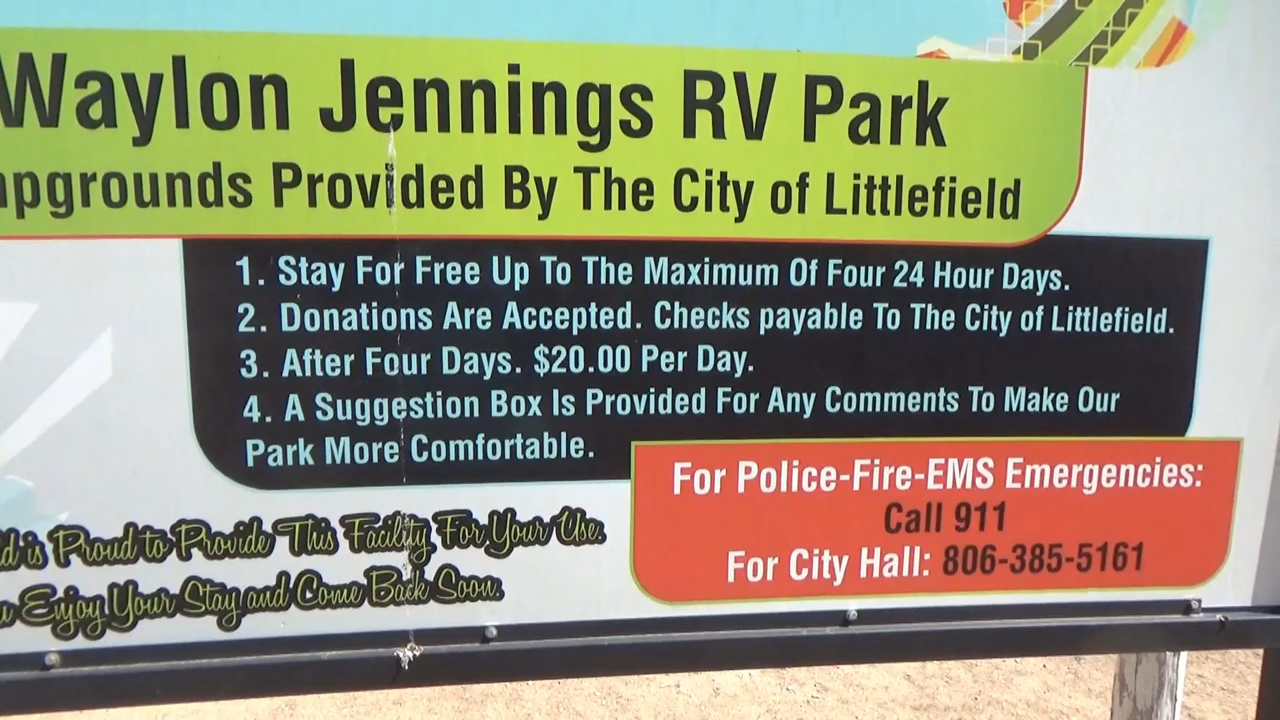 Waylon Jennings RV Park
mpgrounds Provided By The City of Littlefield
1. Stay For Free Up To The Maximum Of Four 24 Hour Days.
2. Donations Are Accepted. Checks payable To The City of Littlefield.
3. After Four Days. $20.00 Per Day.
4. A Suggestion Box Is Provided For Any Comments To Make Our
Park More Comfortable.
For Police-Fire-EMS Emergencies:
Call 911
For City Hall: 806-385-5161
ld is Proud to Provide This Facility For Your Use.
u Enjoy Your Stay and Come Back Soon.